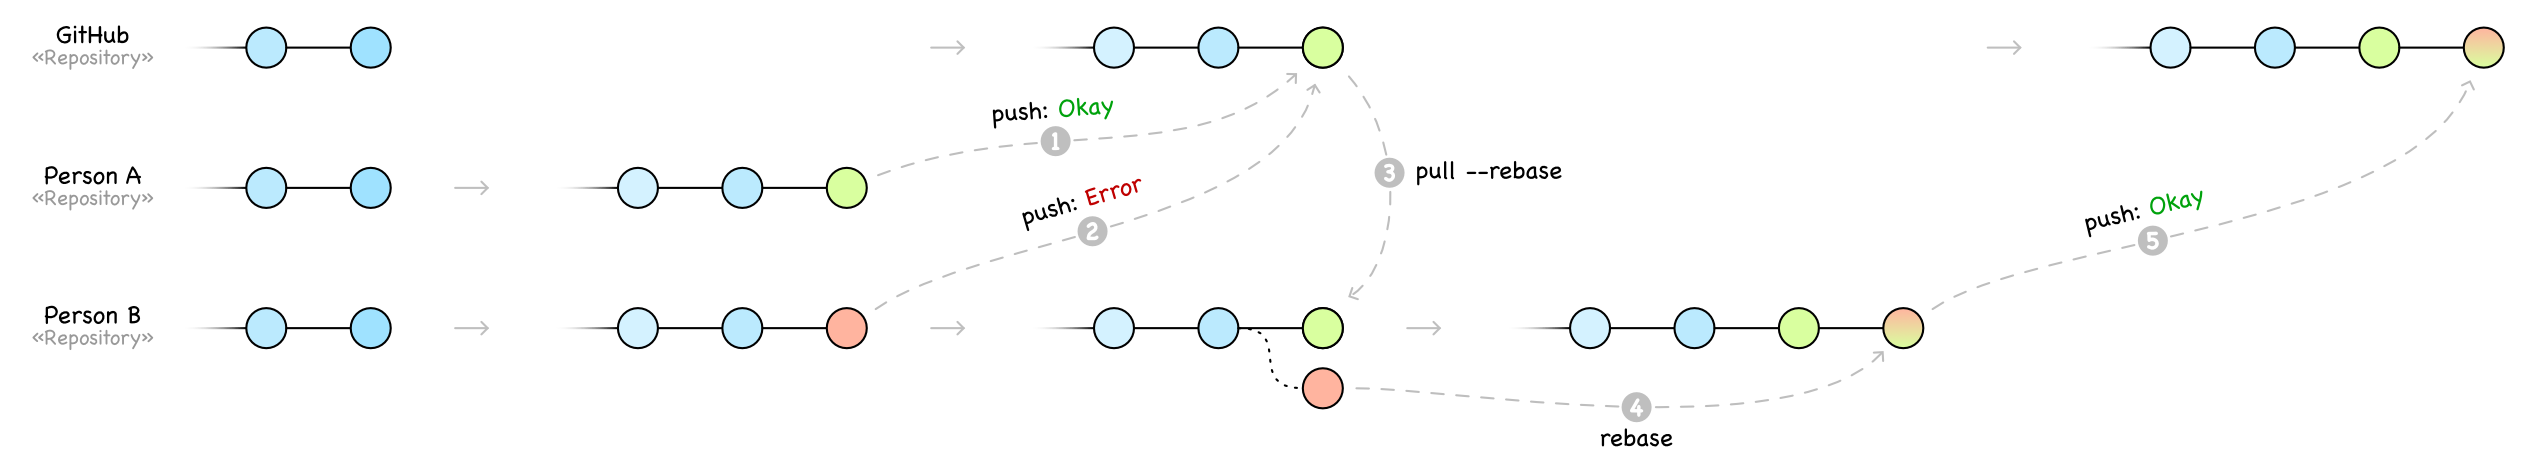 GitHub
«Repository»
push: Okay
1
Person A
«Repository»
3 pull --rebase
push: Error
2
push: Okay
5
Person B
«Repository»
4
rebase